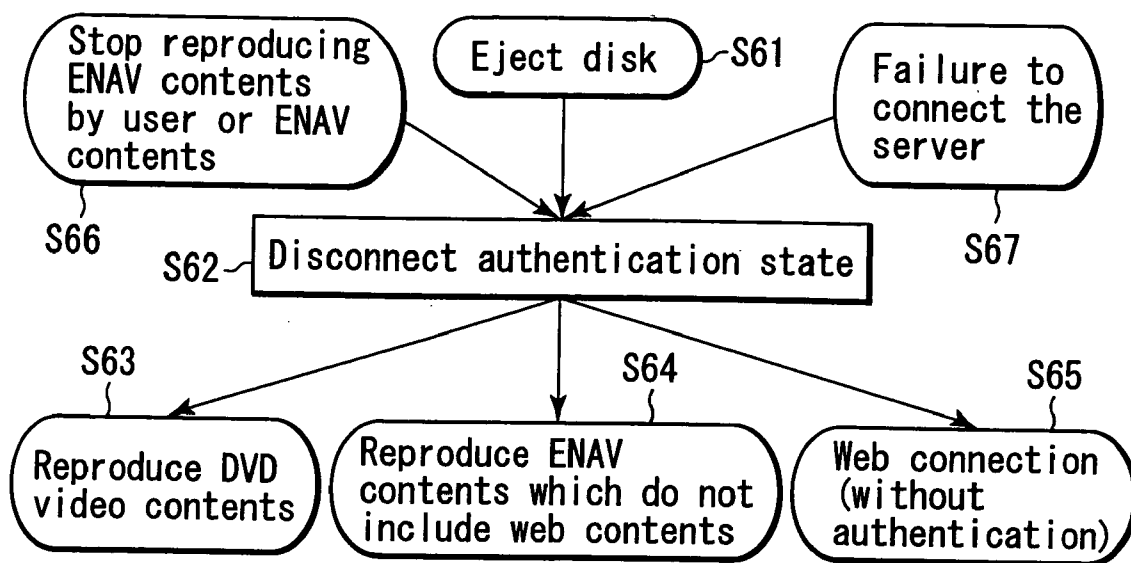 Stop reproducing
ENAV contents
by user or ENAV
contents
S66
Eject disk
S61
Failure to
connect the
server
S67
S62
Disconnect authentication state
S63
Reproduce DVD
video contents
S64
Reproduce ENAV
contents which do not
include web contents
S65
Web connection
(without
authentication)